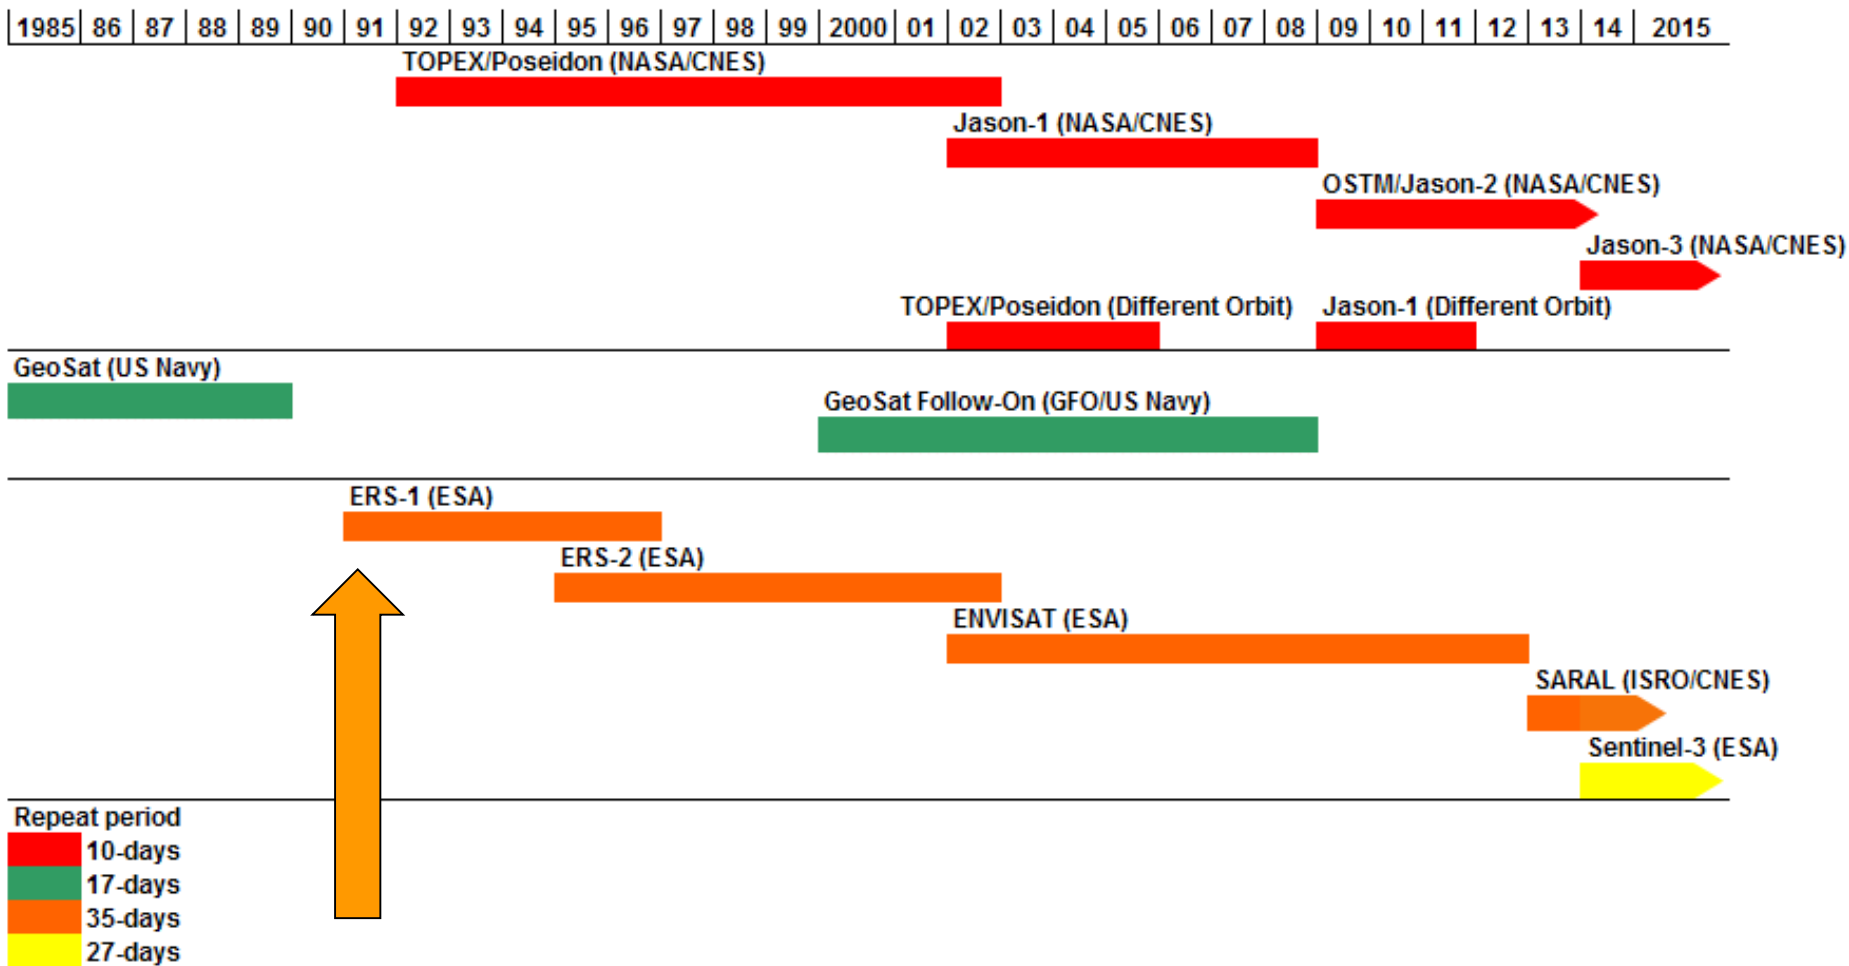 1985 86 87 88 89 90 91 92 93 94 95 96 97 98 99 2000 01 02 03 04 05 06 07 08 09 10 11 12 13 14 2015
TOPEX/Poseidon (NASA/CNES)
Jason-1 (NASA/CNES)
OSTM/Jason-2 (NASA/CNES)
Jason-3 (NASA/CNES)
TOPEX/Poseidon (Different Orbit) Jason-1 (Different Orbit)
GeoSat (US Navy)
GeoSat Follow-On (GFO/US Navy)
ERS-1 (ESA)
ERS-2 (ESA)
ENVISAT (ESA)
SARAL (ISRO/CNES)
Sentinel-3 (ESA)
Repeat period
10-days
17-days
35-days
27-days